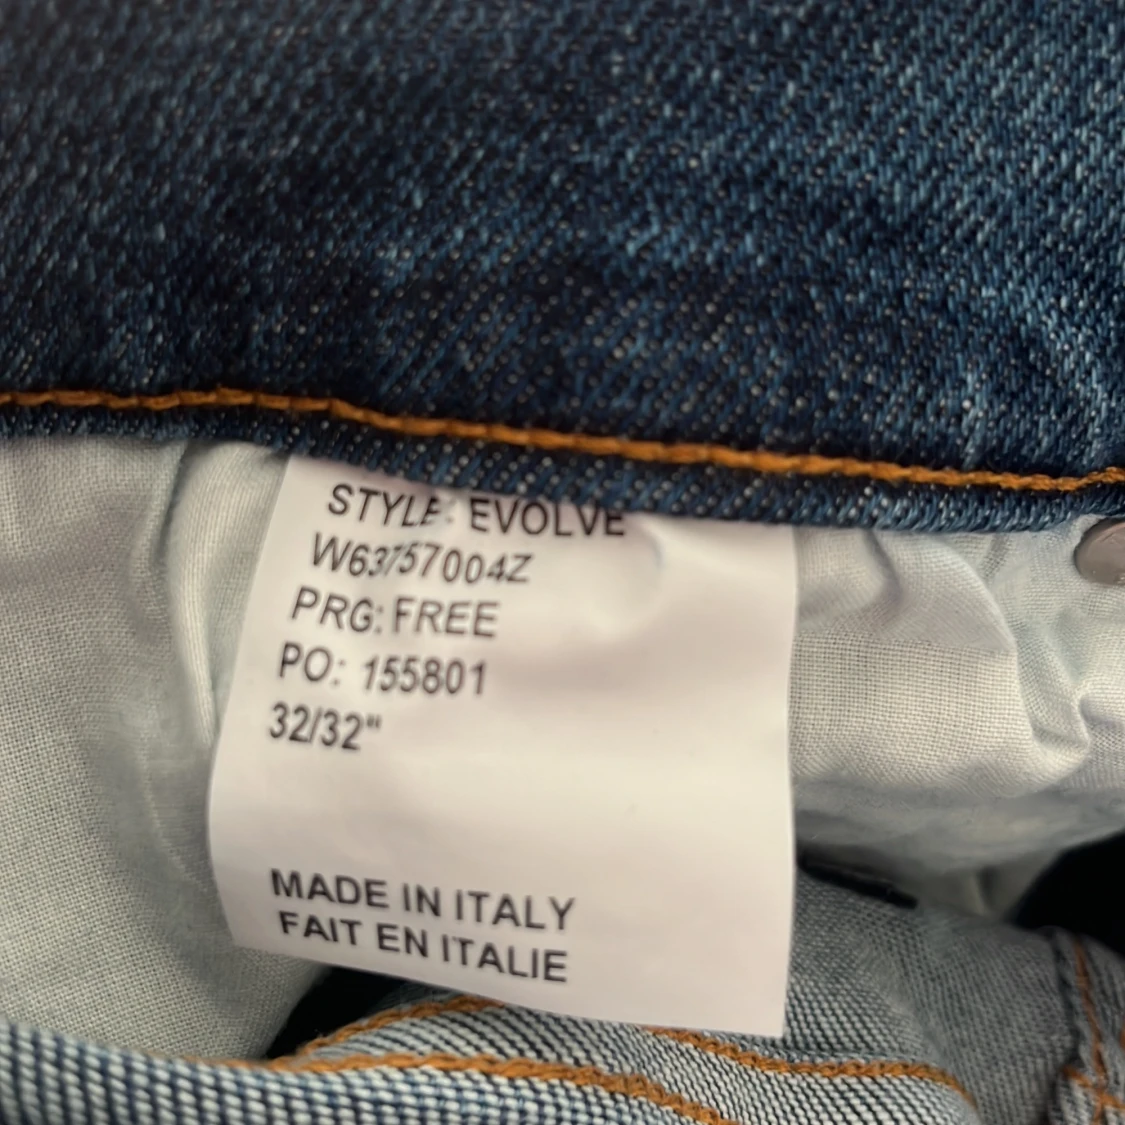 STYLE: EVOLVE
W63757004Z
PRG: FREE
PO: 155801
32/32"
MADE IN ITALY
FAIT EN ITALIE